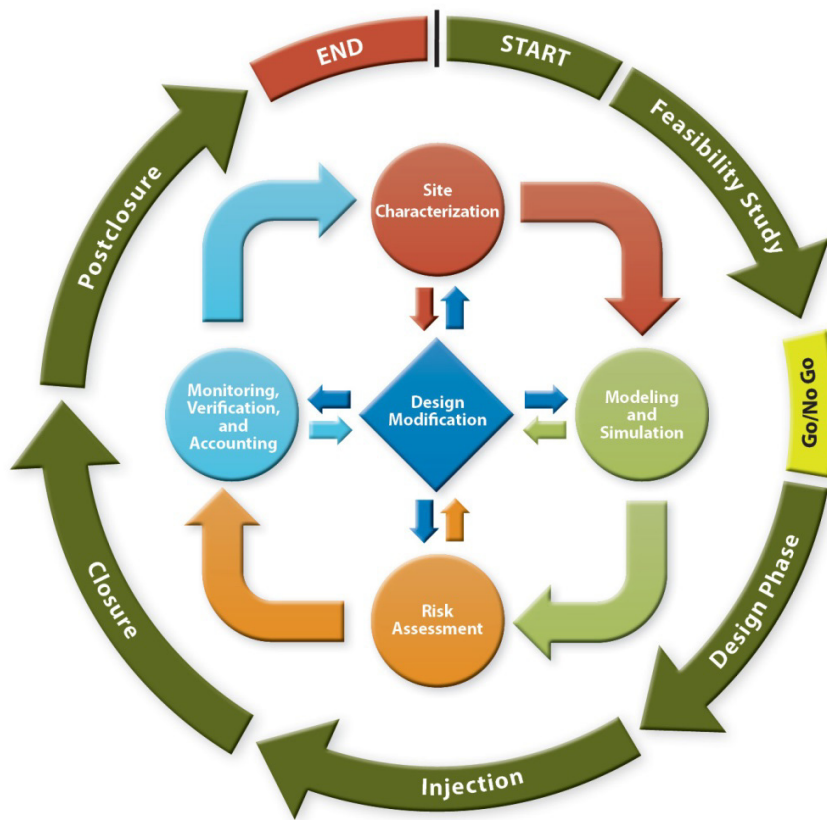 END
START
Feasibility Study
Go/No Go
Design Phase
Injection
Closure
Postclosure
Site
Characterization
Modeling
and
Simulation
Risk
Assessment
Monitoring,
Verification,
and
Accounting
Design
Modification